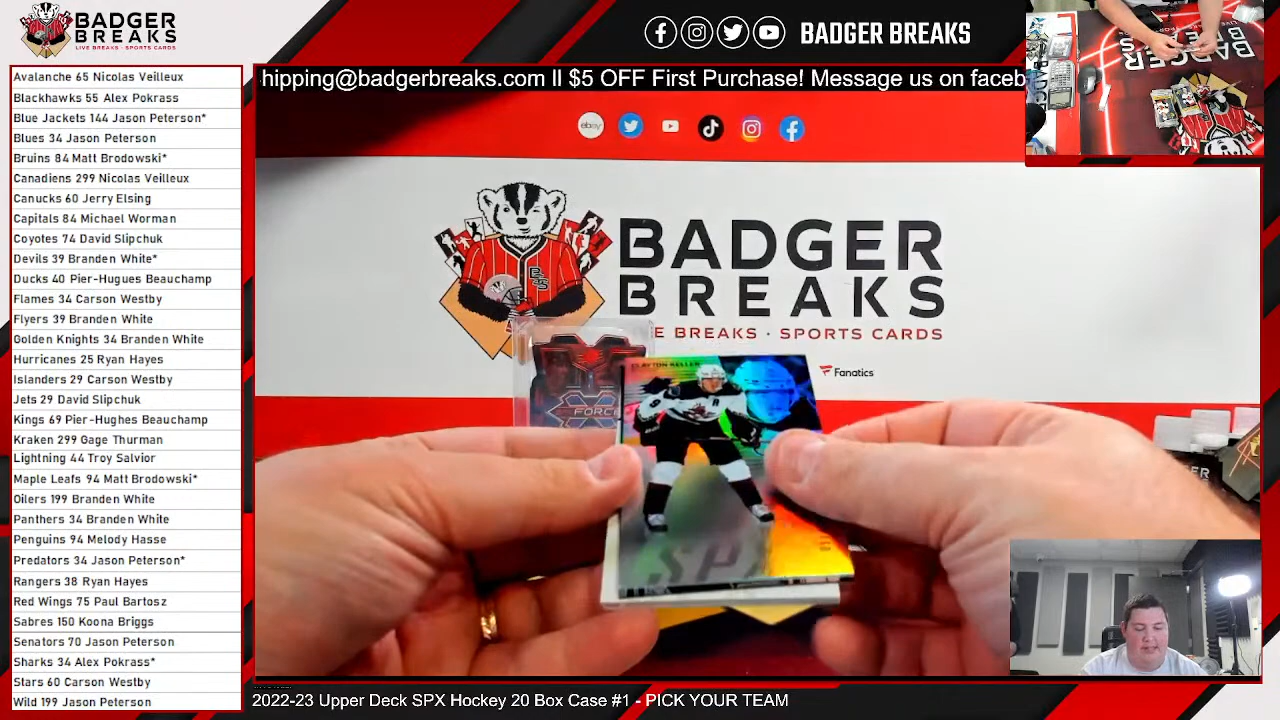 BADGER
BREAKS
LIVE BREAKS · SPORTS CARDS
BADGER BREAKS
hipping@badgerbreaks.com ll $5 OFF First Purchase! Message us on faceb
Avalanche 65 Nicolas Veilleux
Blackhawks 55 Alex Pokrass
Blue Jackets 144 Jason Peterson*
Blues 34 Jason Peterson
Bruins 84 Matt Brodowski*
Canadiens 299 Nicolas Veilleux
Canucks 60 Jerry Elsing
Capitals 84 Michael Worman
Coyotes 74 David Slipchuk
Devils 39 Branden White*
Ducks 40 Pier-Hugues Beauchamp
Flames 34 Carson Westby
Flyers 39 Branden White
Golden Knights 34 Branden White
Hurricanes 25 Ryan Hayes
Islanders 29 Carson Westby
Jets 29 David Slipchuk
Kings 69 Pier-Hughes Beauchamp
Kraken 299 Gage Thurman
Lightning 44 Troy Salvior
Maple Leafs 94 Matt Brodowski*
Oilers 199 Branden White
Panthers 34 Branden White
Penguins 94 Melody Hasse
Predators 34 Jason Peterson*
Rangers 38 Ryan Hayes
Red Wings 75 Paul Bartosz
Sabres 150 Koona Briggs
Senators 70 Jason Peterson
Sharks 34 Alex Pokrass*
Stars 60 Carson Westby
Wild 199 Jason Peterson
ebay
BADGER
BREAKS
E BREAKS · SPORTS CARDS
Fanatics
CLAYTON KELLER
FORCE
SP
BADGER
2022-23 Upper Deck SPX Hockey 20 Box Case #1 - PICK YOUR TEAM